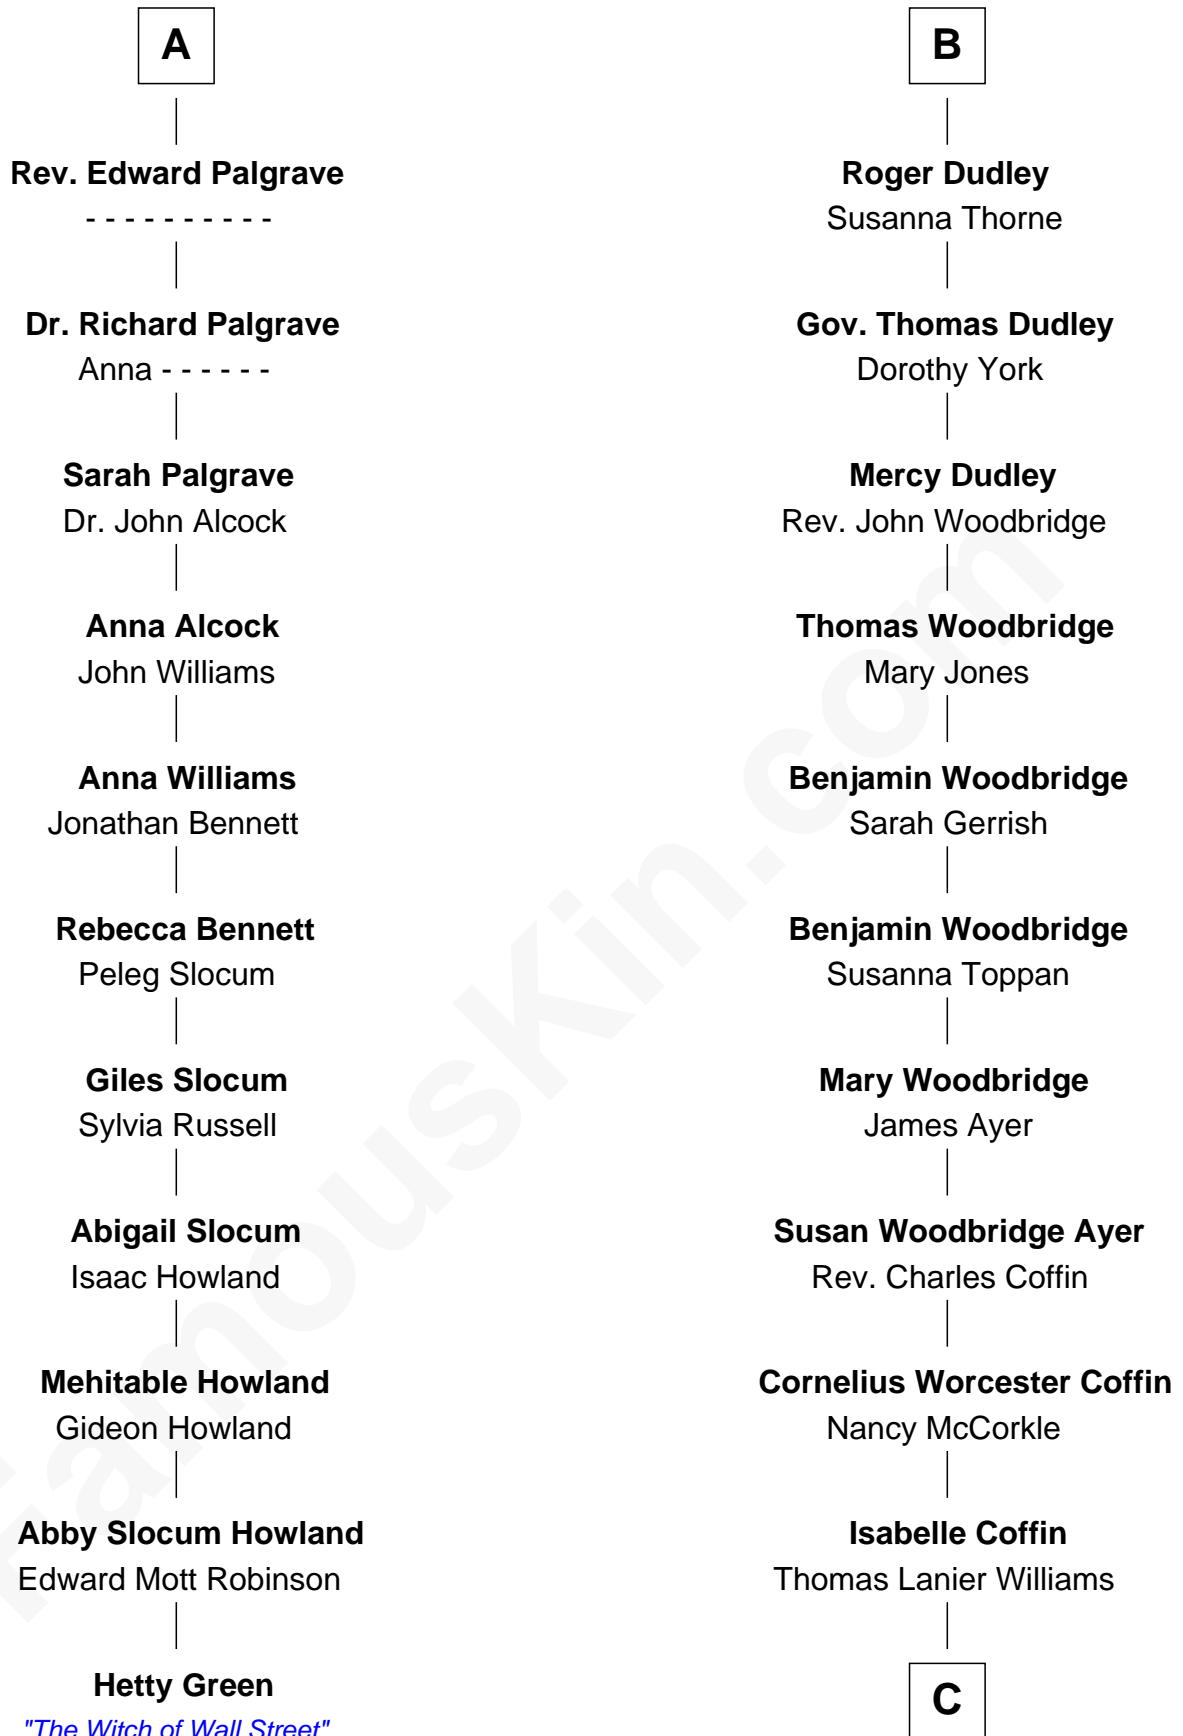 A
Rev. Edward Palgrave
- - - - - - - - - -
Dr. Richard Palgrave
Anna - - - - - -
Sarah Palgrave
Dr. John Alcock
Anna Alcock
John Williams
Anna Williams
Jonathan Bennett
Rebecca Bennett
Peleg Slocum
Giles Slocum
Sylvia Russell
Abigail Slocum
Isaac Howland
Mehitable Howland
Gideon Howland
Abby Slocum Howland
Edward Mott Robinson
Hetty Green
"The Witch of Wall Street"
B
Roger Dudley
Susanna Thorne
Gov. Thomas Dudley
Dorothy York
Mercy Dudley
Rev. John Woodbridge
Thomas Woodbridge
Mary Jones
Benjamin Woodbridge
Sarah Gerrish
Benjamin Woodbridge
Susanna Toppan
Mary Woodbridge
James Ayer
Susan Woodbridge Ayer
Rev. Charles Coffin
Cornelius Worcester Coffin
Nancy McCorkle
Isabelle Coffin
Thomas Lanier Williams
C
FamousKin.com